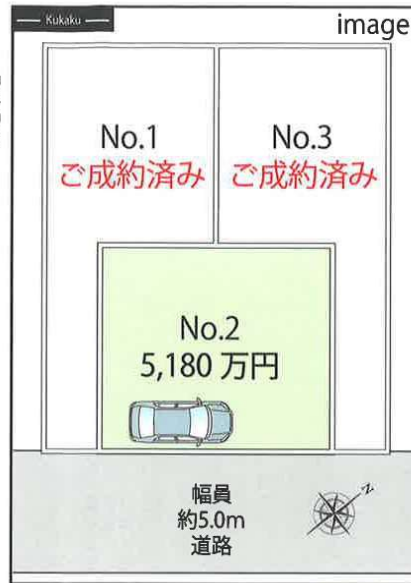 Kukaku
image
No.1
ご成約済み
No.3
ご成約済み
No.2
5,180 万円
幅員
約5.0m
道路
N